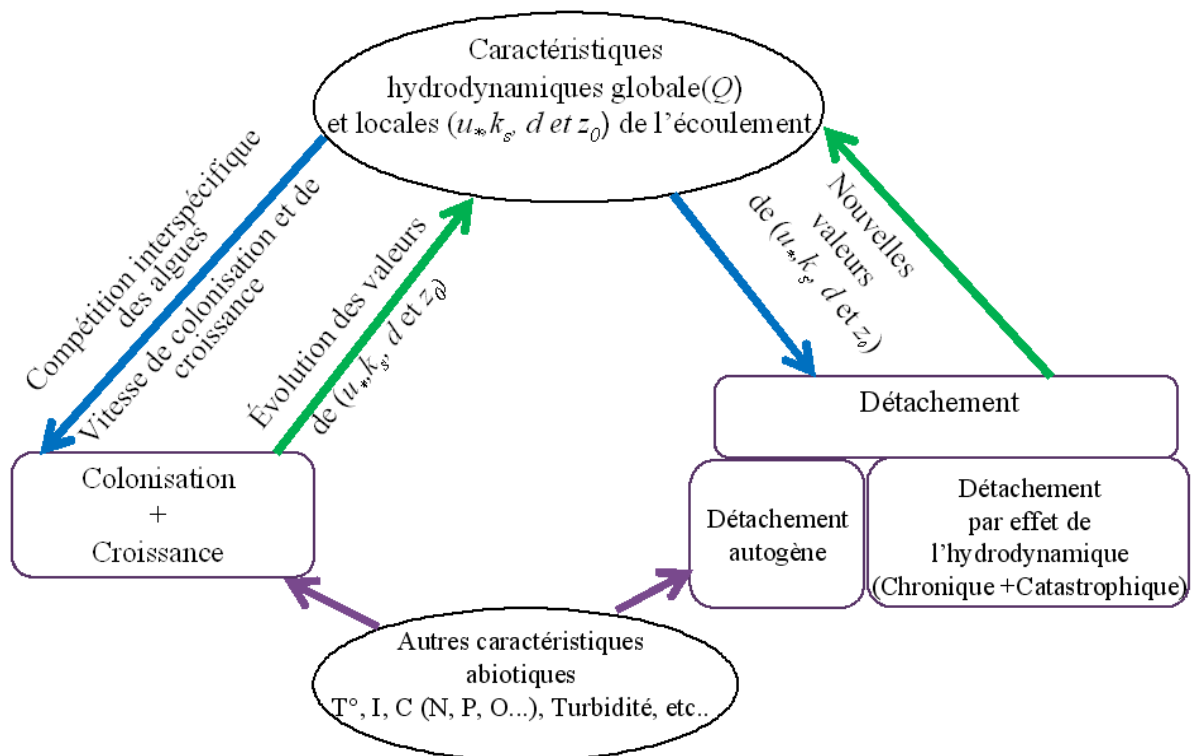 Caractéristiques
hydrodynamiques globale(Q)
et locales (u*, ks, d et z0) de l'écoulement
Compétition interspécifique
des algues
Vitesse de colonisation et de
croissance
Évolution des valeurs
de (u*, ks, d et z0)
Nouvelles
valeurs
de (u*, ks, d et z0)
Colonisation
+
Croissance
Détachement
Détachement
autogène
Détachement
par effet de
l'hydrodynamique
(Chronique +Catastrophique)
Autres caractéristiques
abiotiques
T°, I, C (N, P, O...), Turbidité, etc..